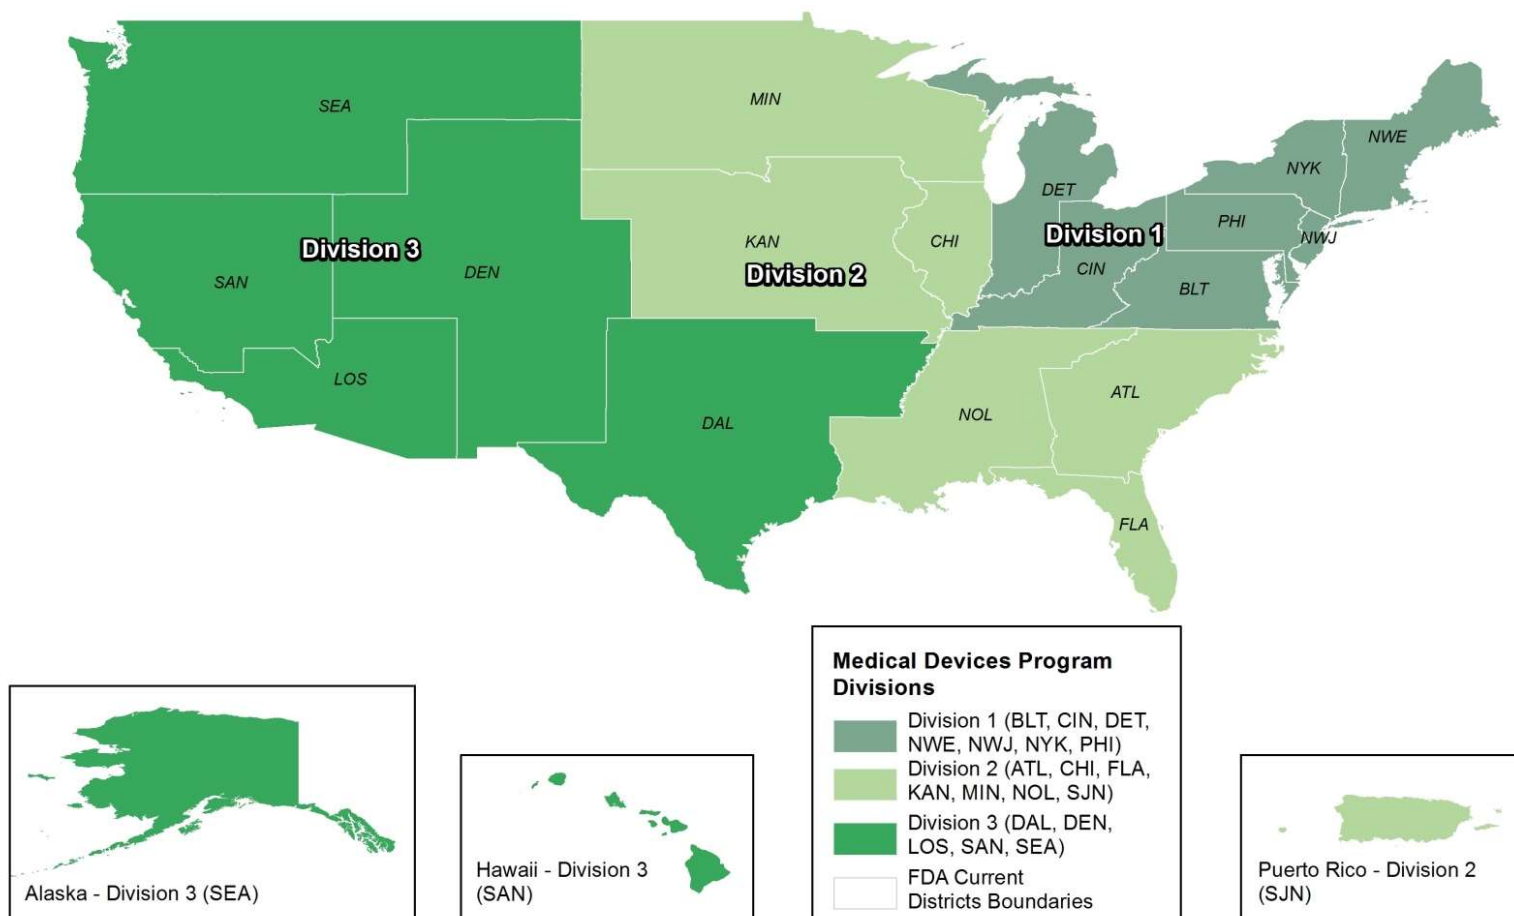 SEA
MIN
NWE
NYK
DET
PHI
Division 1
NWJ
KAN
CHI
Division 3
DEN
Division 2
CIN
SAN
BLT
LOS
ATL
NOL
DAL
FLA
Medical Devices Program
Divisions
Division 1 (BLT, CIN, DET,
NWE, NWJ, NYK, PHI)
Division 2 (ATL, CHI, FLA,
KAN, MIN, NOL, SJN)
Division 3 (DAL, DEN,
LOS, SAN, SEA)
FDA Current
Districts Boundaries
Alaska - Division 3 (SEA)
Hawaii - Division 3
(SAN)
Puerto Rico - Division 2
(SJN)